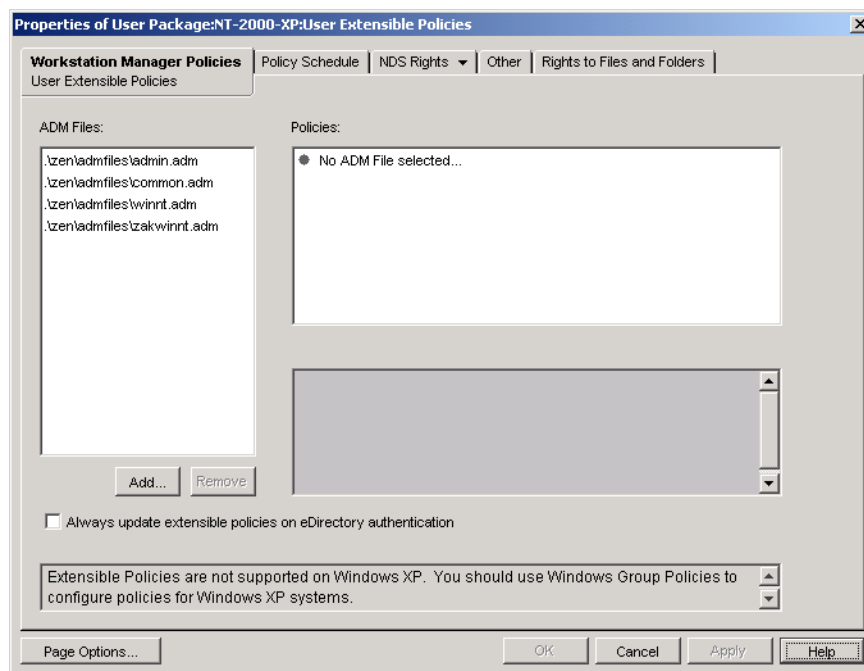 Properties of User Package:NT-2000-XP:User Extensible Policies
Workstation Manager Policies
User Extensible Policies
Policy Schedule
NDS Rights
Other
Rights to Files and Folders
ADM Files:
Policies:
.\zen\admfiles\admin.adm
.\zen\admfiles\common.adm
.\zen\admfiles\winnt.adm
.\zen\admfiles\zakwinnt.adm
No ADM File selected...
Add...
Remove
Always update extensible policies on eDirectory authentication
Extensible Policies are not supported on Windows XP.  You should use Windows Group Policies to
configure policies for Windows XP systems.
Page Options...
OK
Cancel
Apply
Help